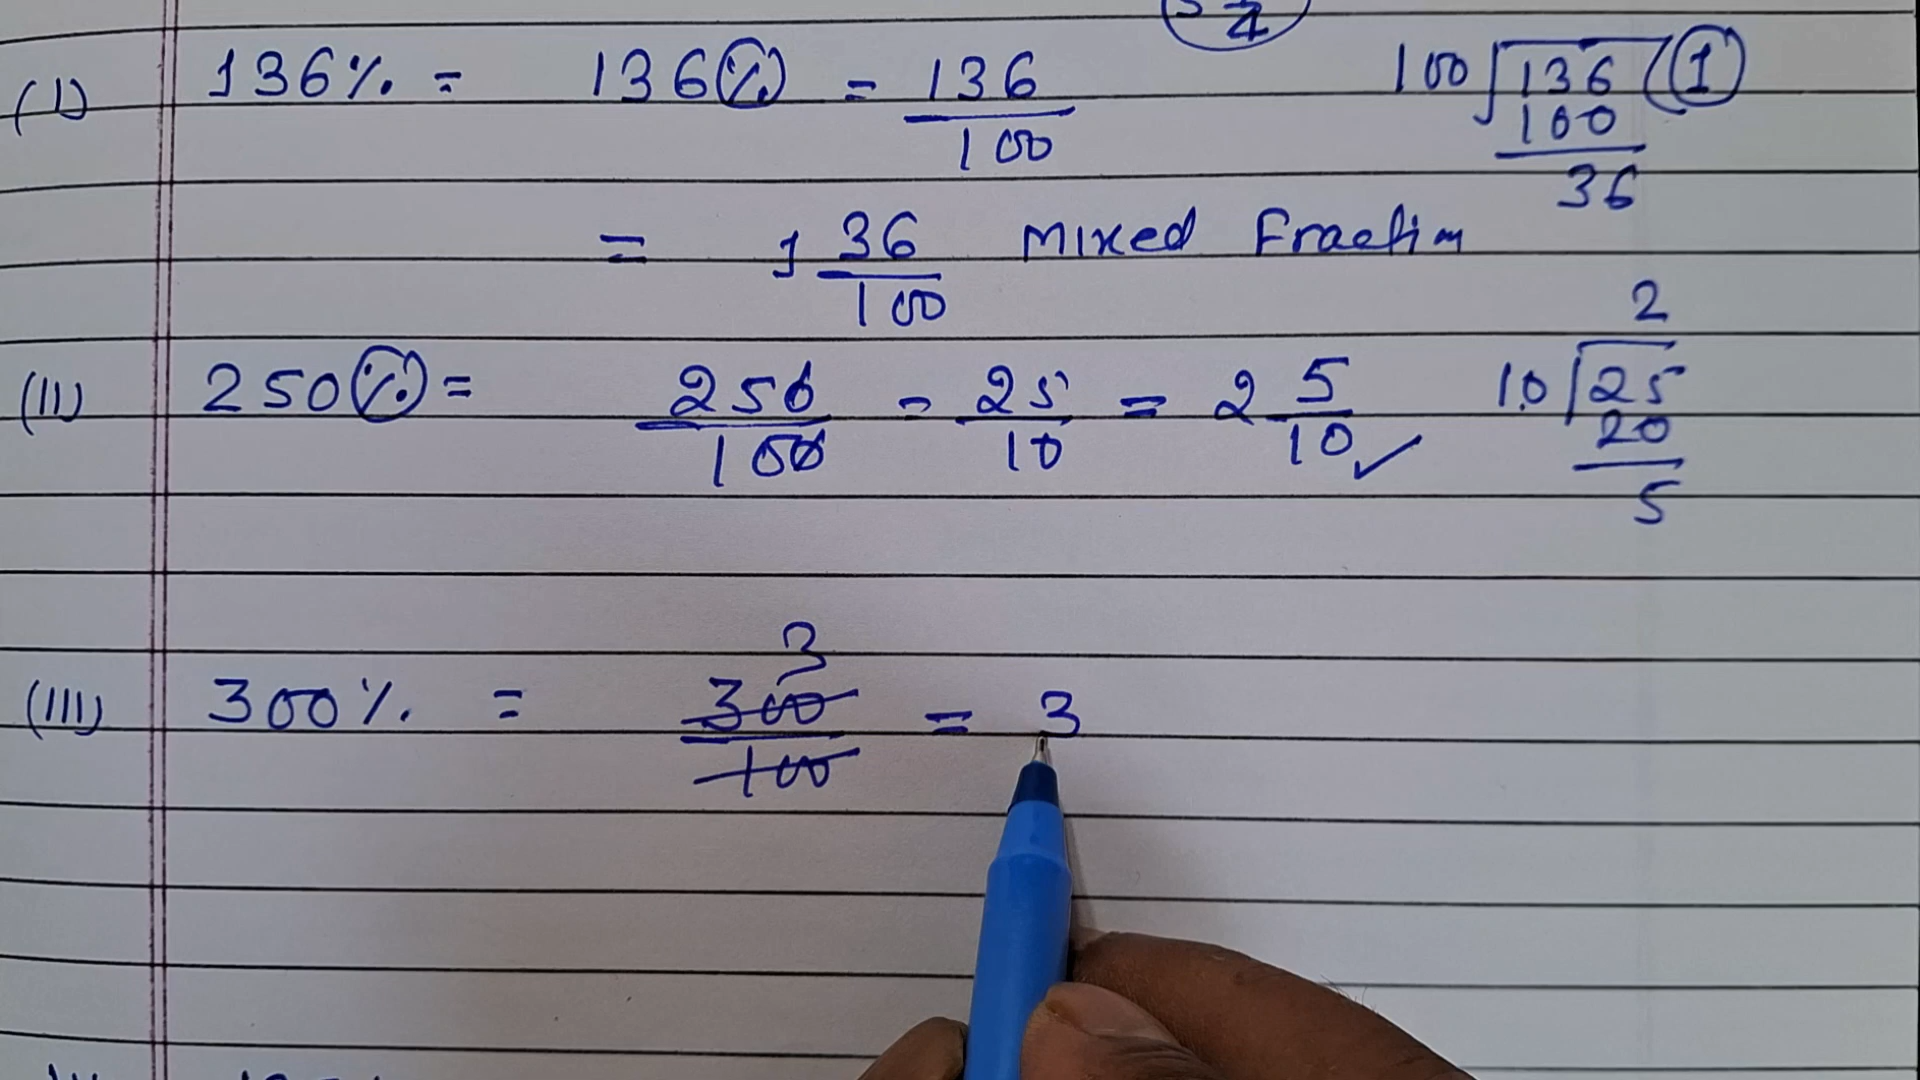 (I) 136% = 136% = 136/100 100)136(1
100
36
= 1 36/100 Mixed Fraction
(II) 250% = 250/100 = 25/10 = 2 5/10 ✓ 10)25
2
20
5
(III) 300% = 300/100 = 3
3